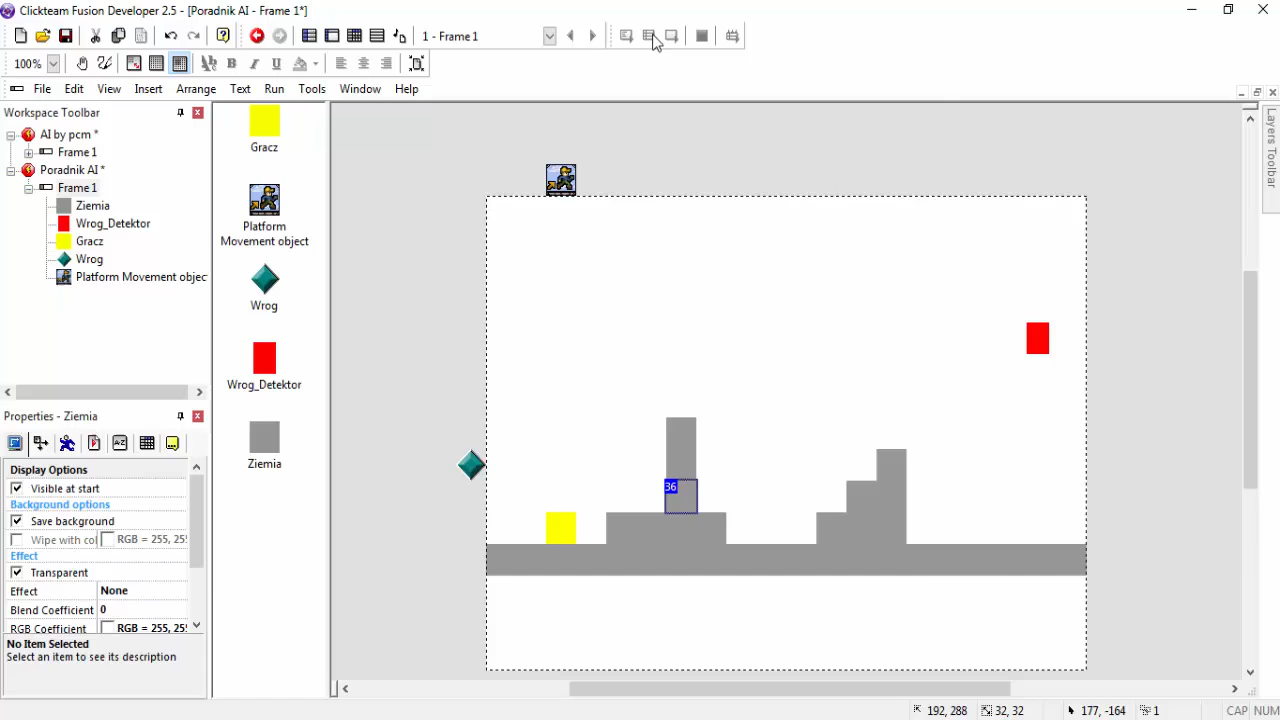 Clickteam Fusion Developer 2.5 - [Poradnik AI - Frame 1*]
1 - Frame 1
100%
B I U
File Edit View Insert Arrange Text Run Tools Window Help
Workspace Toolbar
AI by pcm *
Frame 1
Poradnik AI *
Frame 1
Ziemia
Wrog_Detektor
Gracz
Wrog
Platform Movement objec
Gracz
Platform
Movement object
Wrog
Wrog_Detektor
Ziemia
36
Layers Toolbar
Properties - Ziemia
Display Options
Visible at start
Background options
Save background
Wipe with col RGB = 255, 255
Effect
Transparent
Effect None
Blend Coefficient 0
RGB Coefficient RGB = 255, 255
No Item Selected
Select an item to see its description
192, 288 32, 32 177, -164 1 CAP NUM